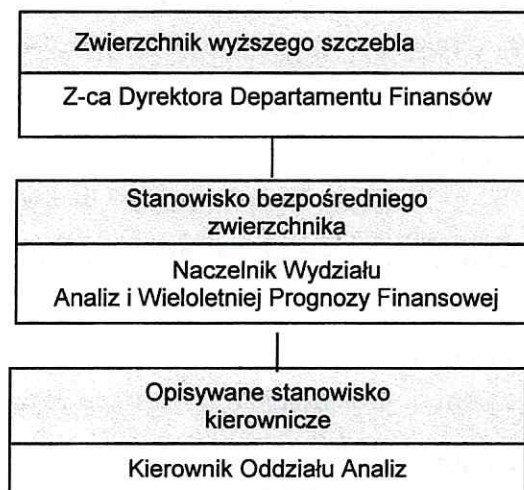 Zwierzchnik wyższego szczebla
Z-ca Dyrektora Departamentu Finansów
Stanowisko bezpośredniego
zwierzchnika
Naczelnik Wydziału
Analiz i Wieloletniej Prognozy Finansowej
Opisywane stanowisko
kierownicze
Kierownik Oddziału Analiz